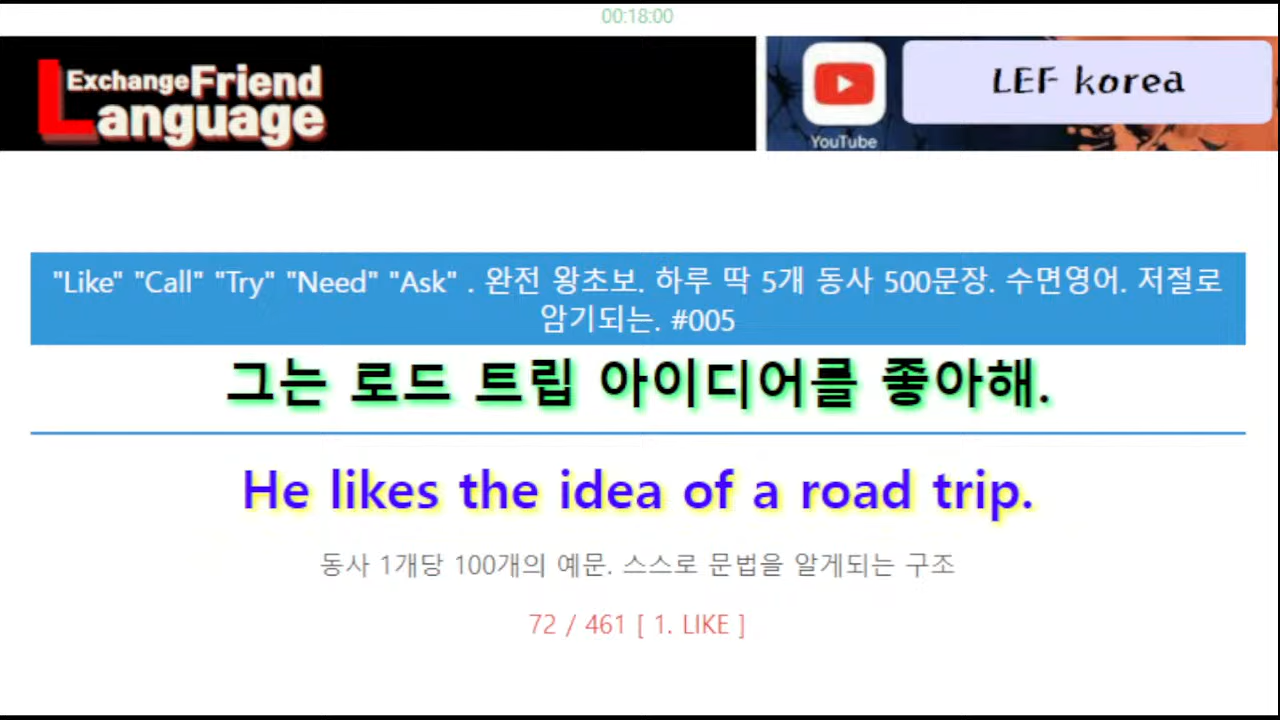 00:18:00
ExchangeFriend
Language
LEF korea
YouTube
"Like" "Call" "Try" "Need" "Ask" . 완전 왕초보. 하루 딱 5개 동사 500문장. 수면영어. 저절로
암기되는. #005
그는 로드 트립 아이디어를 좋아해.
He likes the idea of a road trip.
동사 1개당 100개의 예문. 스스로 문법을 알게되는 구조
72 / 461 [ 1. LIKE ]